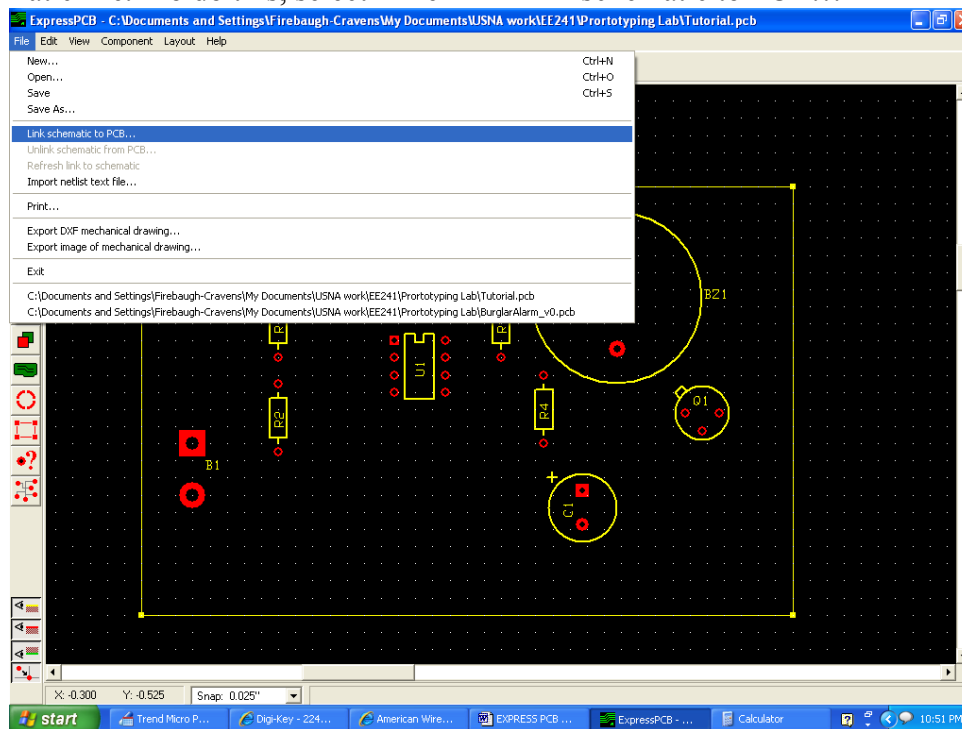 ExpressPCB - C:\Documents and Settings\Firebaugh-Cravens\My Documents\USNA work\EE241\Prortotyping Lab\Tutorial.pcb
File Edit View Component Layout Help
New... Ctrl+N
Open... Ctrl+O
Save Ctrl+S
Save As...
Link schematic to PCB...
Unlink schematic from PCB...
Refresh link to schematic
Import netlist text file...
Print...
Export DXF mechanical drawing...
Export image of mechanical drawing...
Exit
C:\Documents and Settings\Firebaugh-Cravens\My Documents\USNA work\EE241\Prortotyping Lab\Tutorial.pcb
C:\Documents and Settings\Firebaugh-Cravens\My Documents\USNA work\EE241\Prortotyping Lab\BurglarAlarm_v0.pcb
BZ1
U1
R2
R4
Q1
B1
C1
X: -0.300 Y: -0.525 Snap: 0.025"
start Trend Micro P... Digi-Key - 224... American Wire... EXPRESS PCB ... ExpressPCB - ... Calculator 10:51 PM